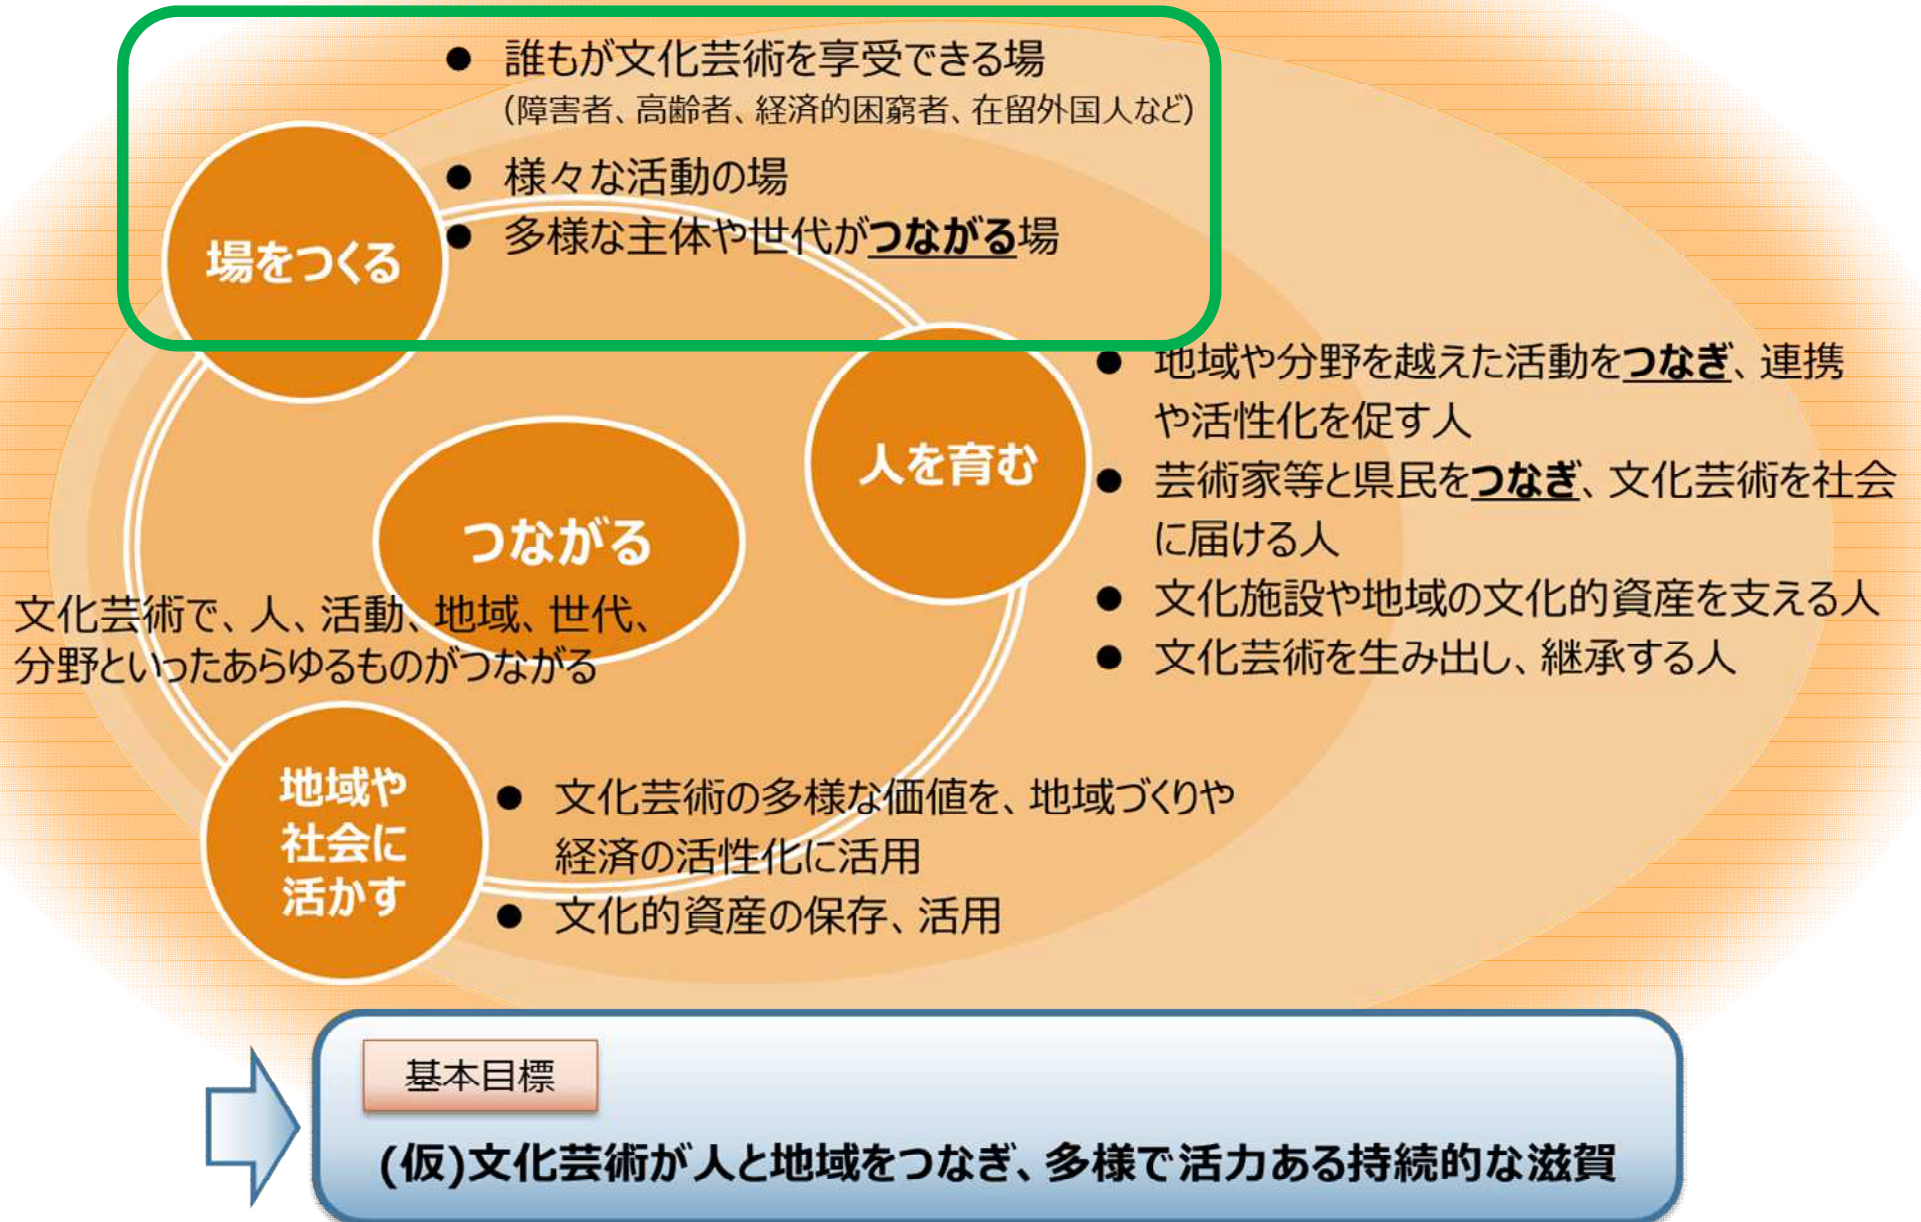 ● 誰もが文化芸術を享受できる場
(障害者、高齢者、経済的困窮者、在留外国人など)
● 様々な活動の場
● 多様な主体や世代がつながる場
場をつくる
● 地域や分野を越えた活動をつなぎ、連携
や活性化を促す人
● 芸術家等と県民をつなぎ、文化芸術を社会
に届ける人
● 文化施設や地域の文化的資産を支える人
● 文化芸術を生み出し、継承する人
人を育む
つながる
文化芸術で、人、活動、地域、世代、
分野といったあらゆるものがつながる
地域や
社会に
活かす
● 文化芸術の多様な価値を、地域づくりや
経済の活性化に活用
● 文化的資産の保存、活用
基本目標
(仮)文化芸術が人と地域をつなぎ、多様で活力ある持続的な滋賀